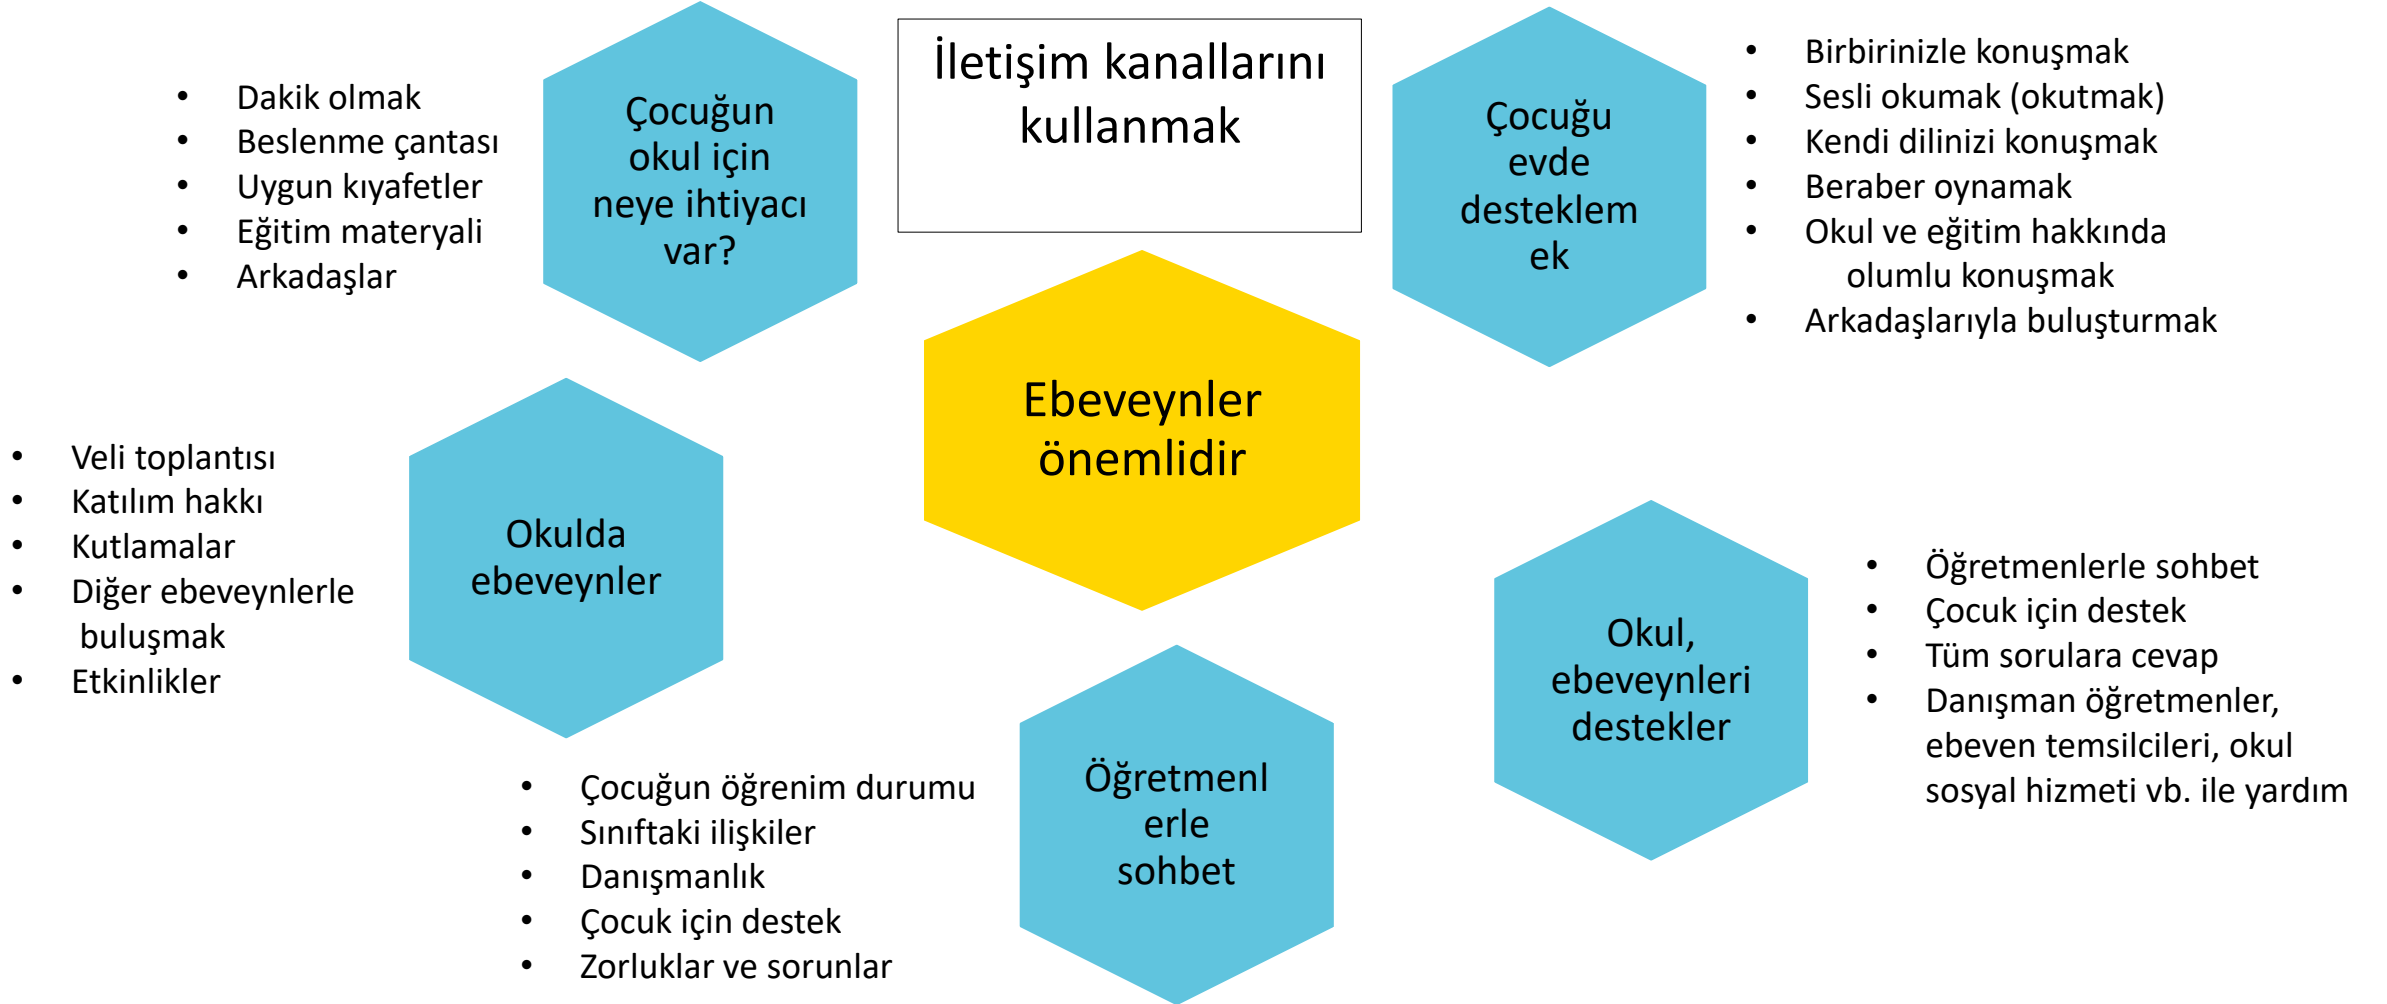 İletişim kanallarını
kullanmak
• Dakik olmak
• Beslenme çantası
• Uygun kıyafetler
• Eğitim materyali
• Arkadaşlar
Çocuğun
okul için
neye ihtiyacı
var?
Çocuğu
evde
desteklem
ek
• Birbirinizle konuşmak
• Sesli okumak (okutmak)
• Kendi dilinizi konuşmak
• Beraber oynamak
• Okul ve eğitim hakkında
olumlu konuşmak
• Arkadaşlarıyla buluşturmak
Ebeveynler
önemlidir
• Veli toplantısı
• Katılım hakkı
• Kutlamalar
• Diğer ebeveynlerle
buluşmak
• Etkinlikler
Okulda
ebeveynler
Okul,
ebeveynleri
destekler
• Öğretmenlerle sohbet
• Çocuk için destek
• Tüm sorulara cevap
• Danışman öğretmenler,
ebeven temsilcileri, okul
sosyal hizmeti vb. ile yardım
• Çocuğun öğrenim durumu
• Sınıftaki ilişkiler
• Danışmanlık
• Çocuk için destek
• Zorluklar ve sorunlar
Öğretmenl
erle
sohbet